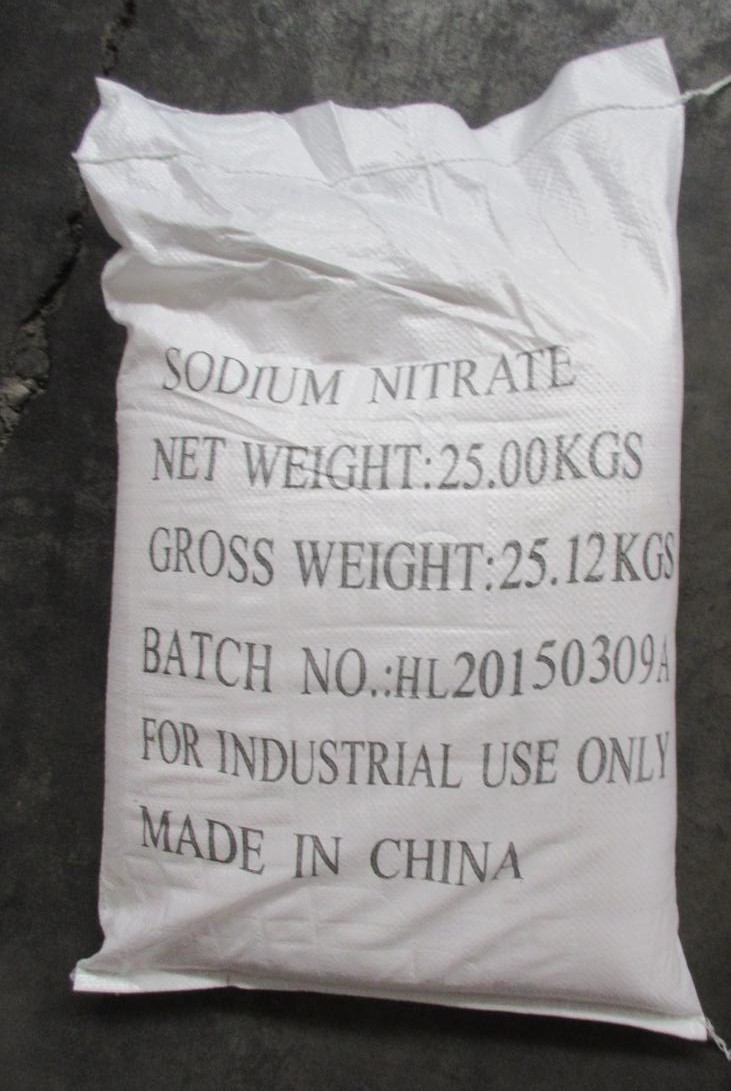 SODIUM NITRATE
NET WEIGHT:25.00KGS
GROSS WEIGHT:25.12KGS
BATCH NO.:HL20150309A
FOR INDUSTRIAL USE ONLY
MADE IN CHINA